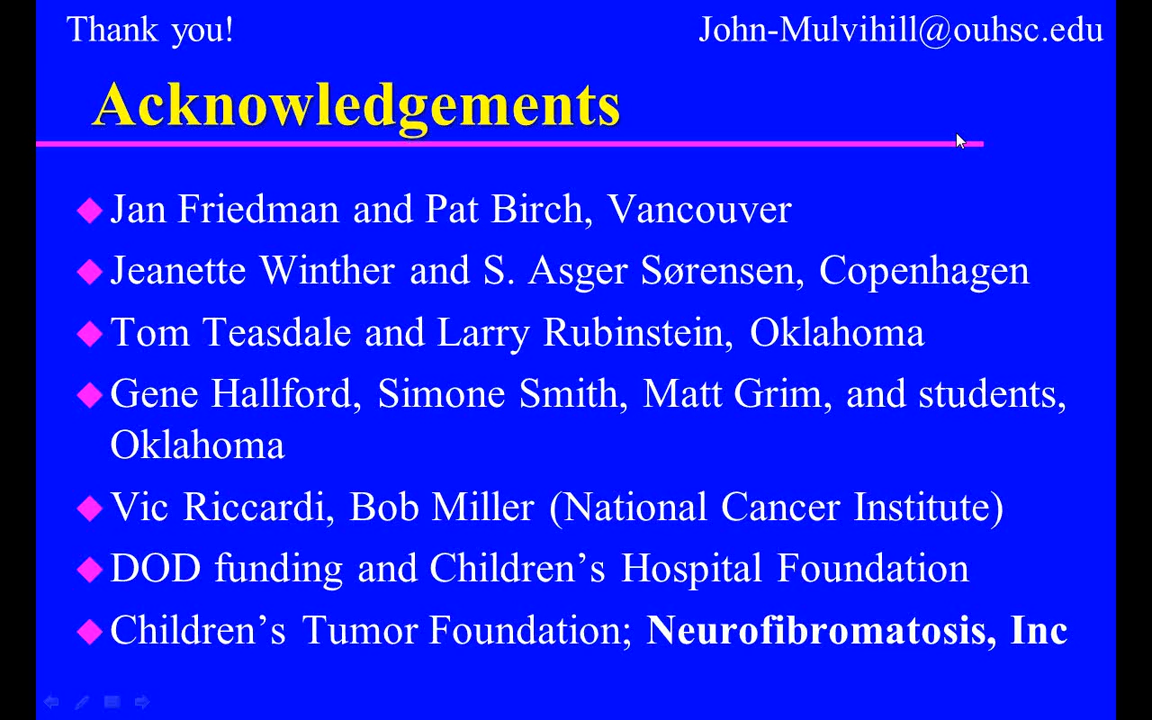 Thank you!
John-Mulvihill@ouhsc.edu
Acknowledgements
Jan Friedman and Pat Birch, Vancouver
Jeanette Winther and S. Asger Sørensen, Copenhagen
Tom Teasdale and Larry Rubinstein, Oklahoma
Gene Hallford, Simone Smith, Matt Grim, and students,
Oklahoma
Vic Riccardi, Bob Miller (National Cancer Institute)
DOD funding and Children’s Hospital Foundation
Children’s Tumor Foundation; Neurofibromatosis, Inc